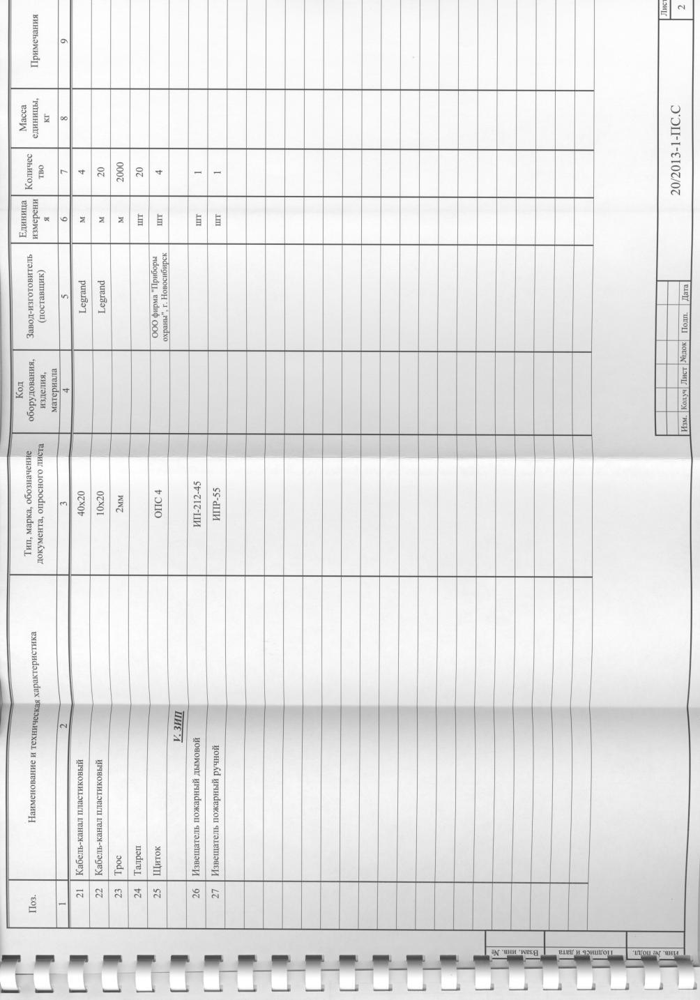 Поз.
Наименование и техническая характеристика
Тип, марка, обозначение
документа, опросного листа
Код
оборудования,
изделия,
материала
Завод-изготовитель
(поставщик)
Единица
измерени
я
Количес
тво
Масса
единицы,
кг
Примечания
1 2 3 4 5 6 7 8 9
21 Кабель-канал пластиковый 40х20 Legrand м 4
22 Кабель-канал пластиковый 10х20 Legrand м 20
23 Трос 2мм м 2000
24 Талреп шт 20
25 Щиток ОПС 4 ООО фирма "Приборы
охраны", г. Новосибирск шт 4
V. ЗИП
26 Извещатель пожарный дымовой ИП-212-45 шт 1
27 Извещатель пожарный ручной ИПР-55 шт 1
Взам. инв. №
Подпись и дата
Инв. № подл.
Изм. Кол.уч Лист №док Подп. Дата
20/2013-1-ПС.С
Лист
2